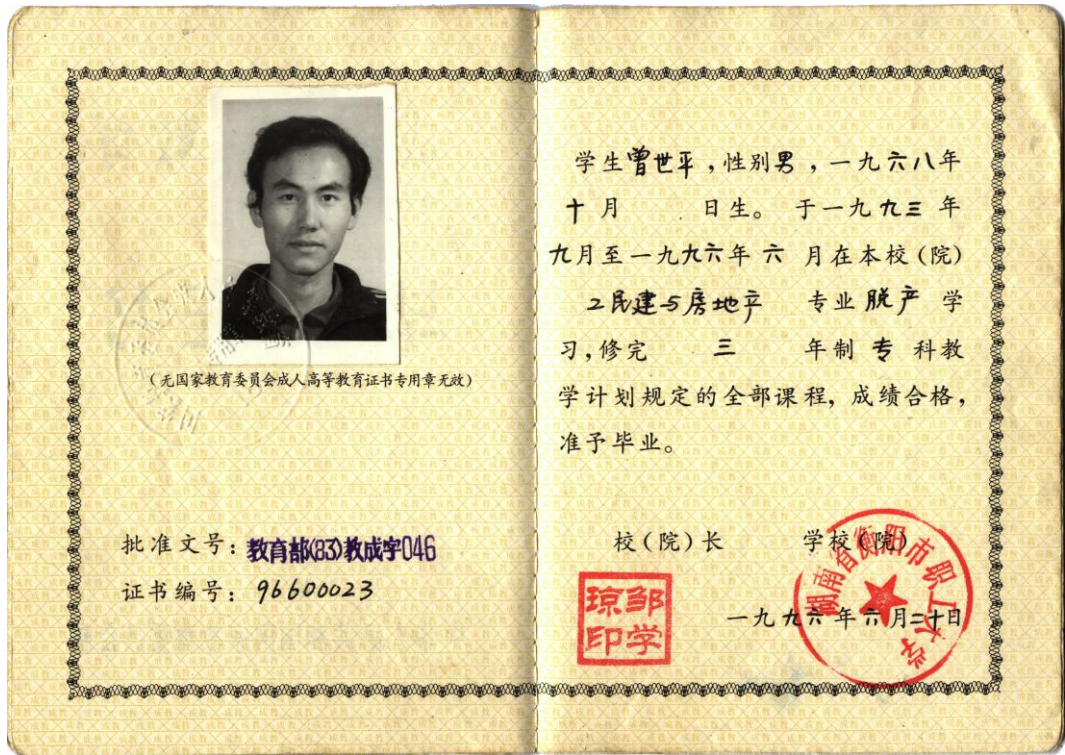 (无国家教育委员会成人高等教育证书专用章无效)
批准文号：教育部(83)教成字046
证书编号：96600023
学生曾世平，性别男，一九六八年
十月 日生。于一九九三年
九月至一九九六年六月在本校(院)
工民建与房地产 专业脱产学
习，修完 三 年制专科教
学计划规定的全部课程，成绩合格，
准予毕业。
校(院)长 学校(院)
邹学琼印
湖南省衡阳市职工大学
一九九六年六月二十日